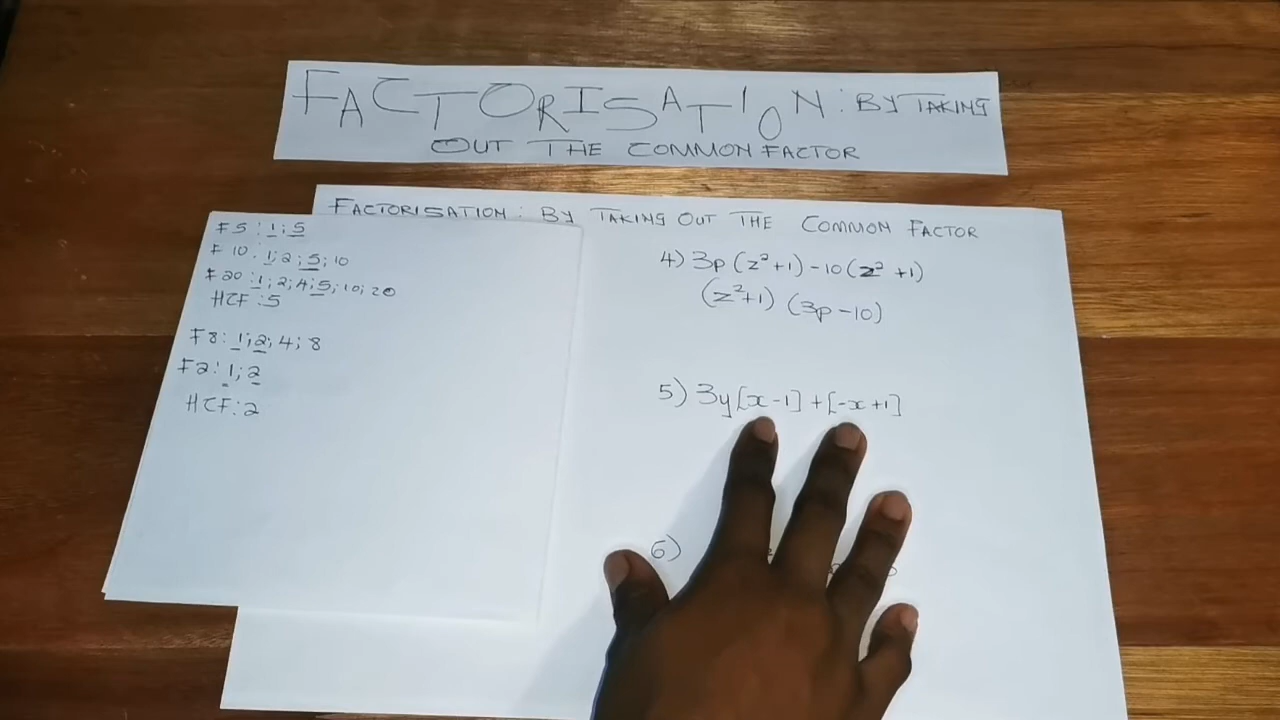 FACTORISATION: BY TAKING
OUT THE COMMON FACTOR
FACTORISATION: BY TAKING OUT THE COMMON FACTOR
F5: 1; 5
F10: 1; 2; 5; 10
F20: 1; 2; 4; 5; 10; 20
HCF: 5
F8: 1; 2; 4; 8
F2: 1; 2
HCF: 2
4) 3p(z²+1)-10(z²+1)
(z²+1) (3p-10)
5) 3y[x-1]+[-x+1]
6)